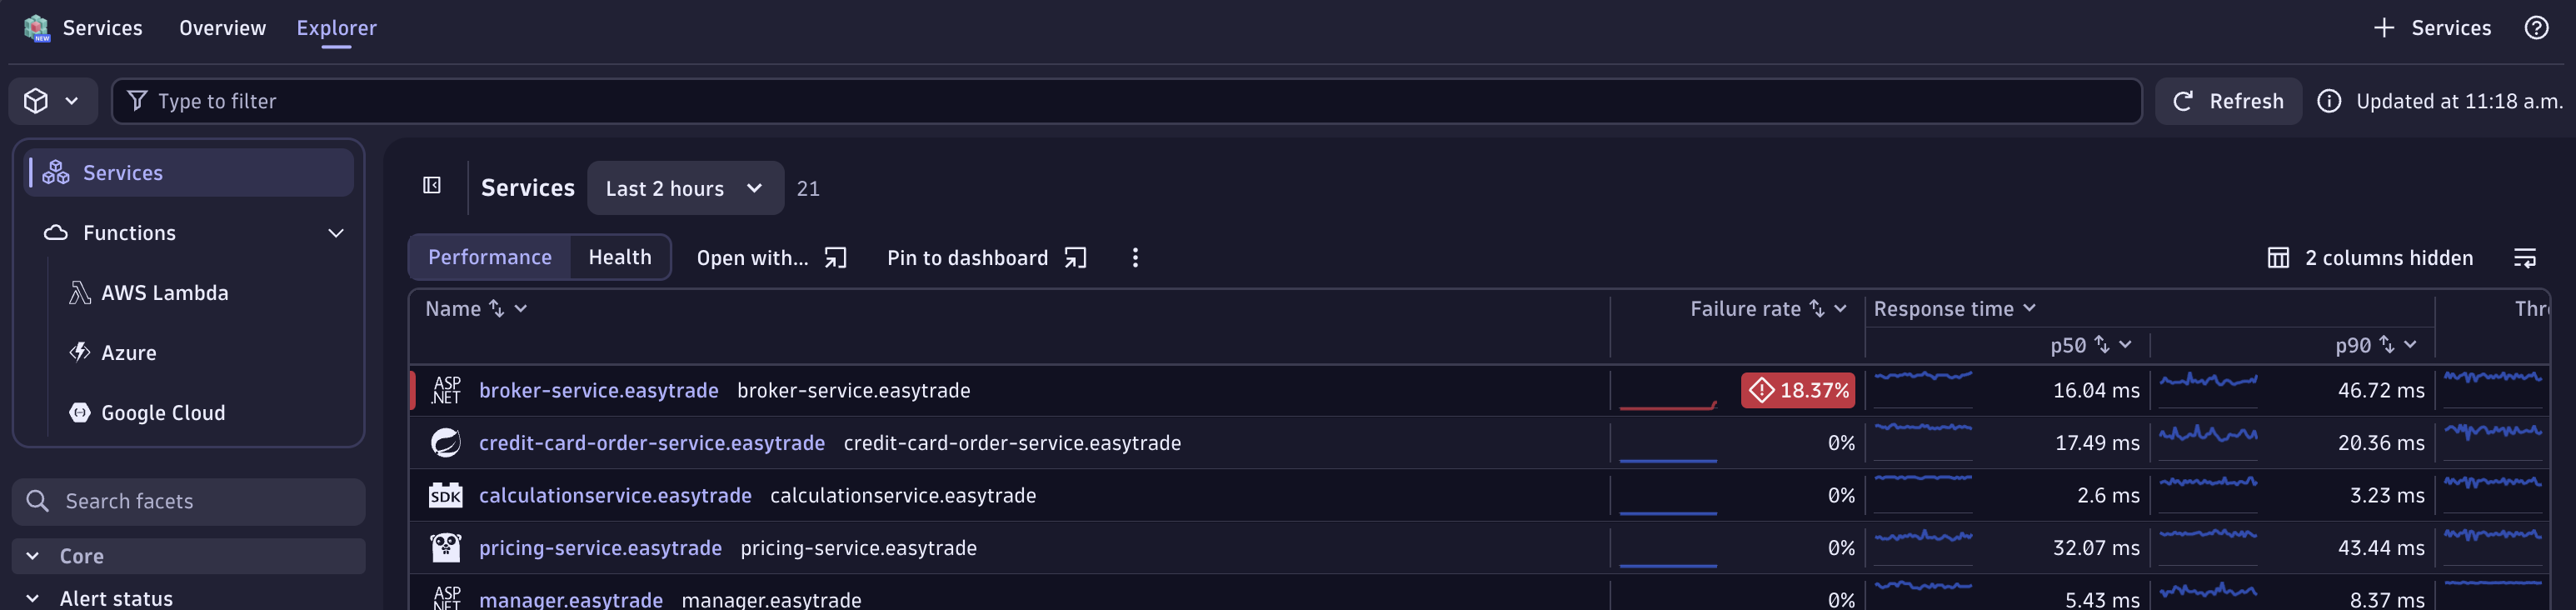 NEW Services Overview Explorer + Services
Type to filter Refresh Updated at 11:18 a.m.
Services
Functions
AWS Lambda
Azure
Google Cloud
Search facets
Core
Alert status
Services Last 2 hours 21
Performance Health Open with... Pin to dashboard 2 columns hidden
Name Failure rate Response time Thr
p50 p90
ASP .NET broker-service.easytrade broker-service.easytrade 18.37% 16.04 ms 46.72 ms
credit-card-order-service.easytrade credit-card-order-service.easytrade 0% 17.49 ms 20.36 ms
SDK calculationservice.easytrade calculationservice.easytrade 0% 2.6 ms 3.23 ms
pricing-service.easytrade pricing-service.easytrade 0% 32.07 ms 43.44 ms
ASP .NET manager.easytrade manager.easytrade 0% 5.43 ms 8.37 ms